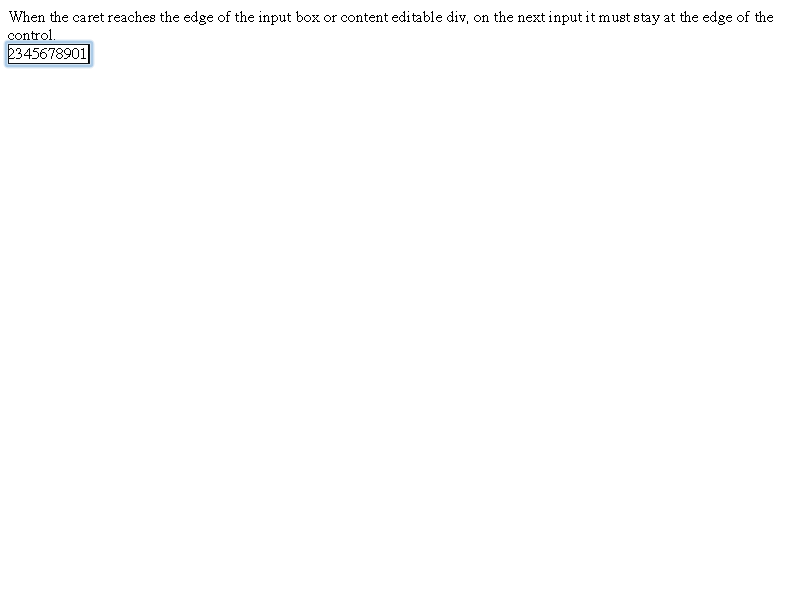 When the caret reaches the edge of the input box or content editable div, on the next input it must stay at the edge of the
control.
2345678901